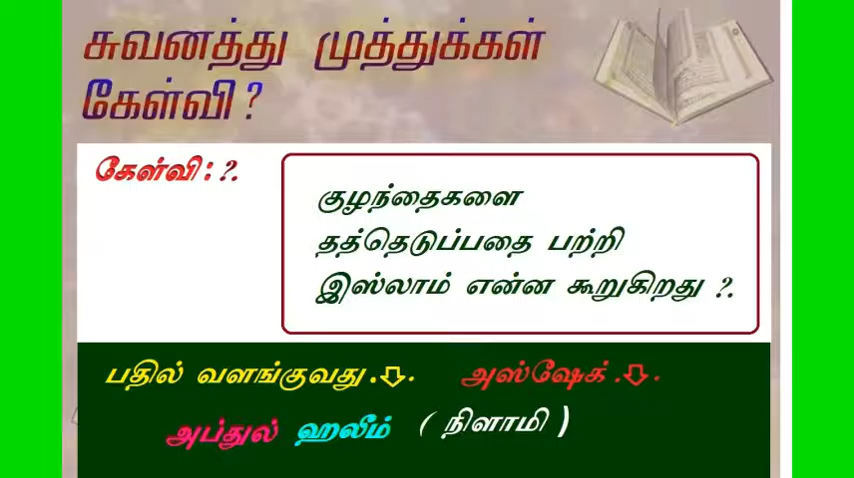 சுவனத்து முத்துக்கள்
கேள்வி ?
கேள்வி : ?.
குழந்தைகளை
தத்தெடுப்பதை பற்றி
இஸ்லாம் என்ன கூறுகிறது ?.
பதில் வளங்குவது . . அஸ்ஷேக் . .
அப்துல் ஹலீம் ( நிளாமி )